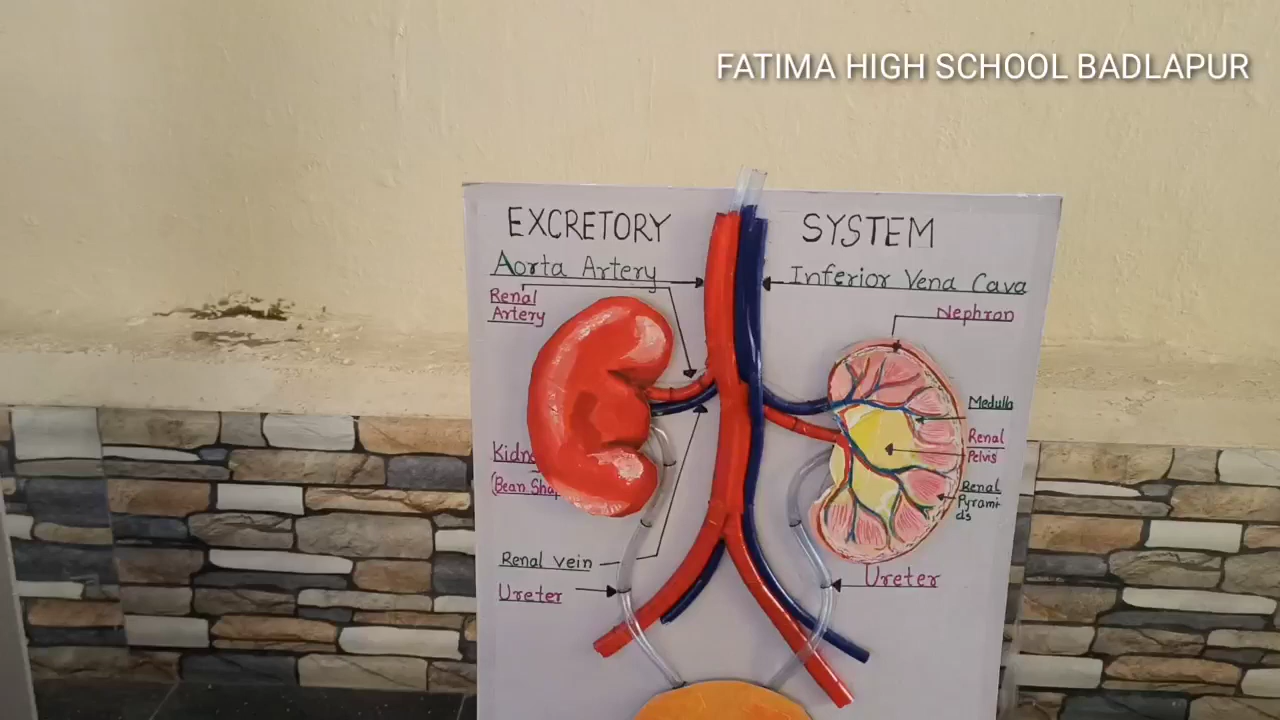 FATIMA HIGH SCHOOL BADLAPUR
EXCRETORY SYSTEM
Aorta Artery
Inferior Vena Cava
Renal
Artery
Nephron
Medulla
Renal
Pelvis
(Bean
Renal
Pyrami
ds
Renal vein
Ureter
Ureter